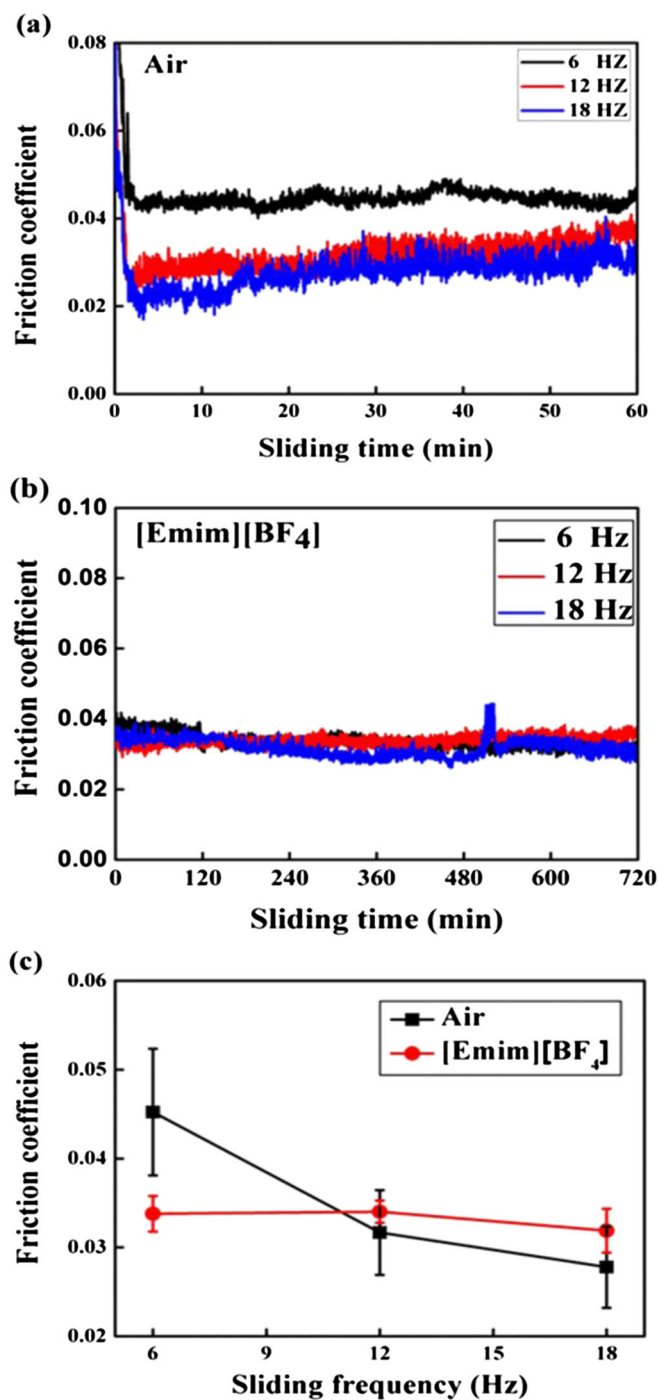 (a)
0.08
0.06
0.04
0.02
0.00
Friction coefficient
Air
6 HZ
12 HZ
18 HZ
0 10 20 30 40 50 60
Sliding time (min)
(b)
0.10
0.08
0.06
0.04
0.02
0.00
Friction coefficient
[Emim][BF4]
6 Hz
12 Hz
18 Hz
0 120 240 360 480 600 720
Sliding time (min)
(c)
0.06
0.05
0.04
0.03
0.02
Friction coefficient
Air
[Emim][BF4]
6 9 12 15 18
Sliding frequency (Hz)